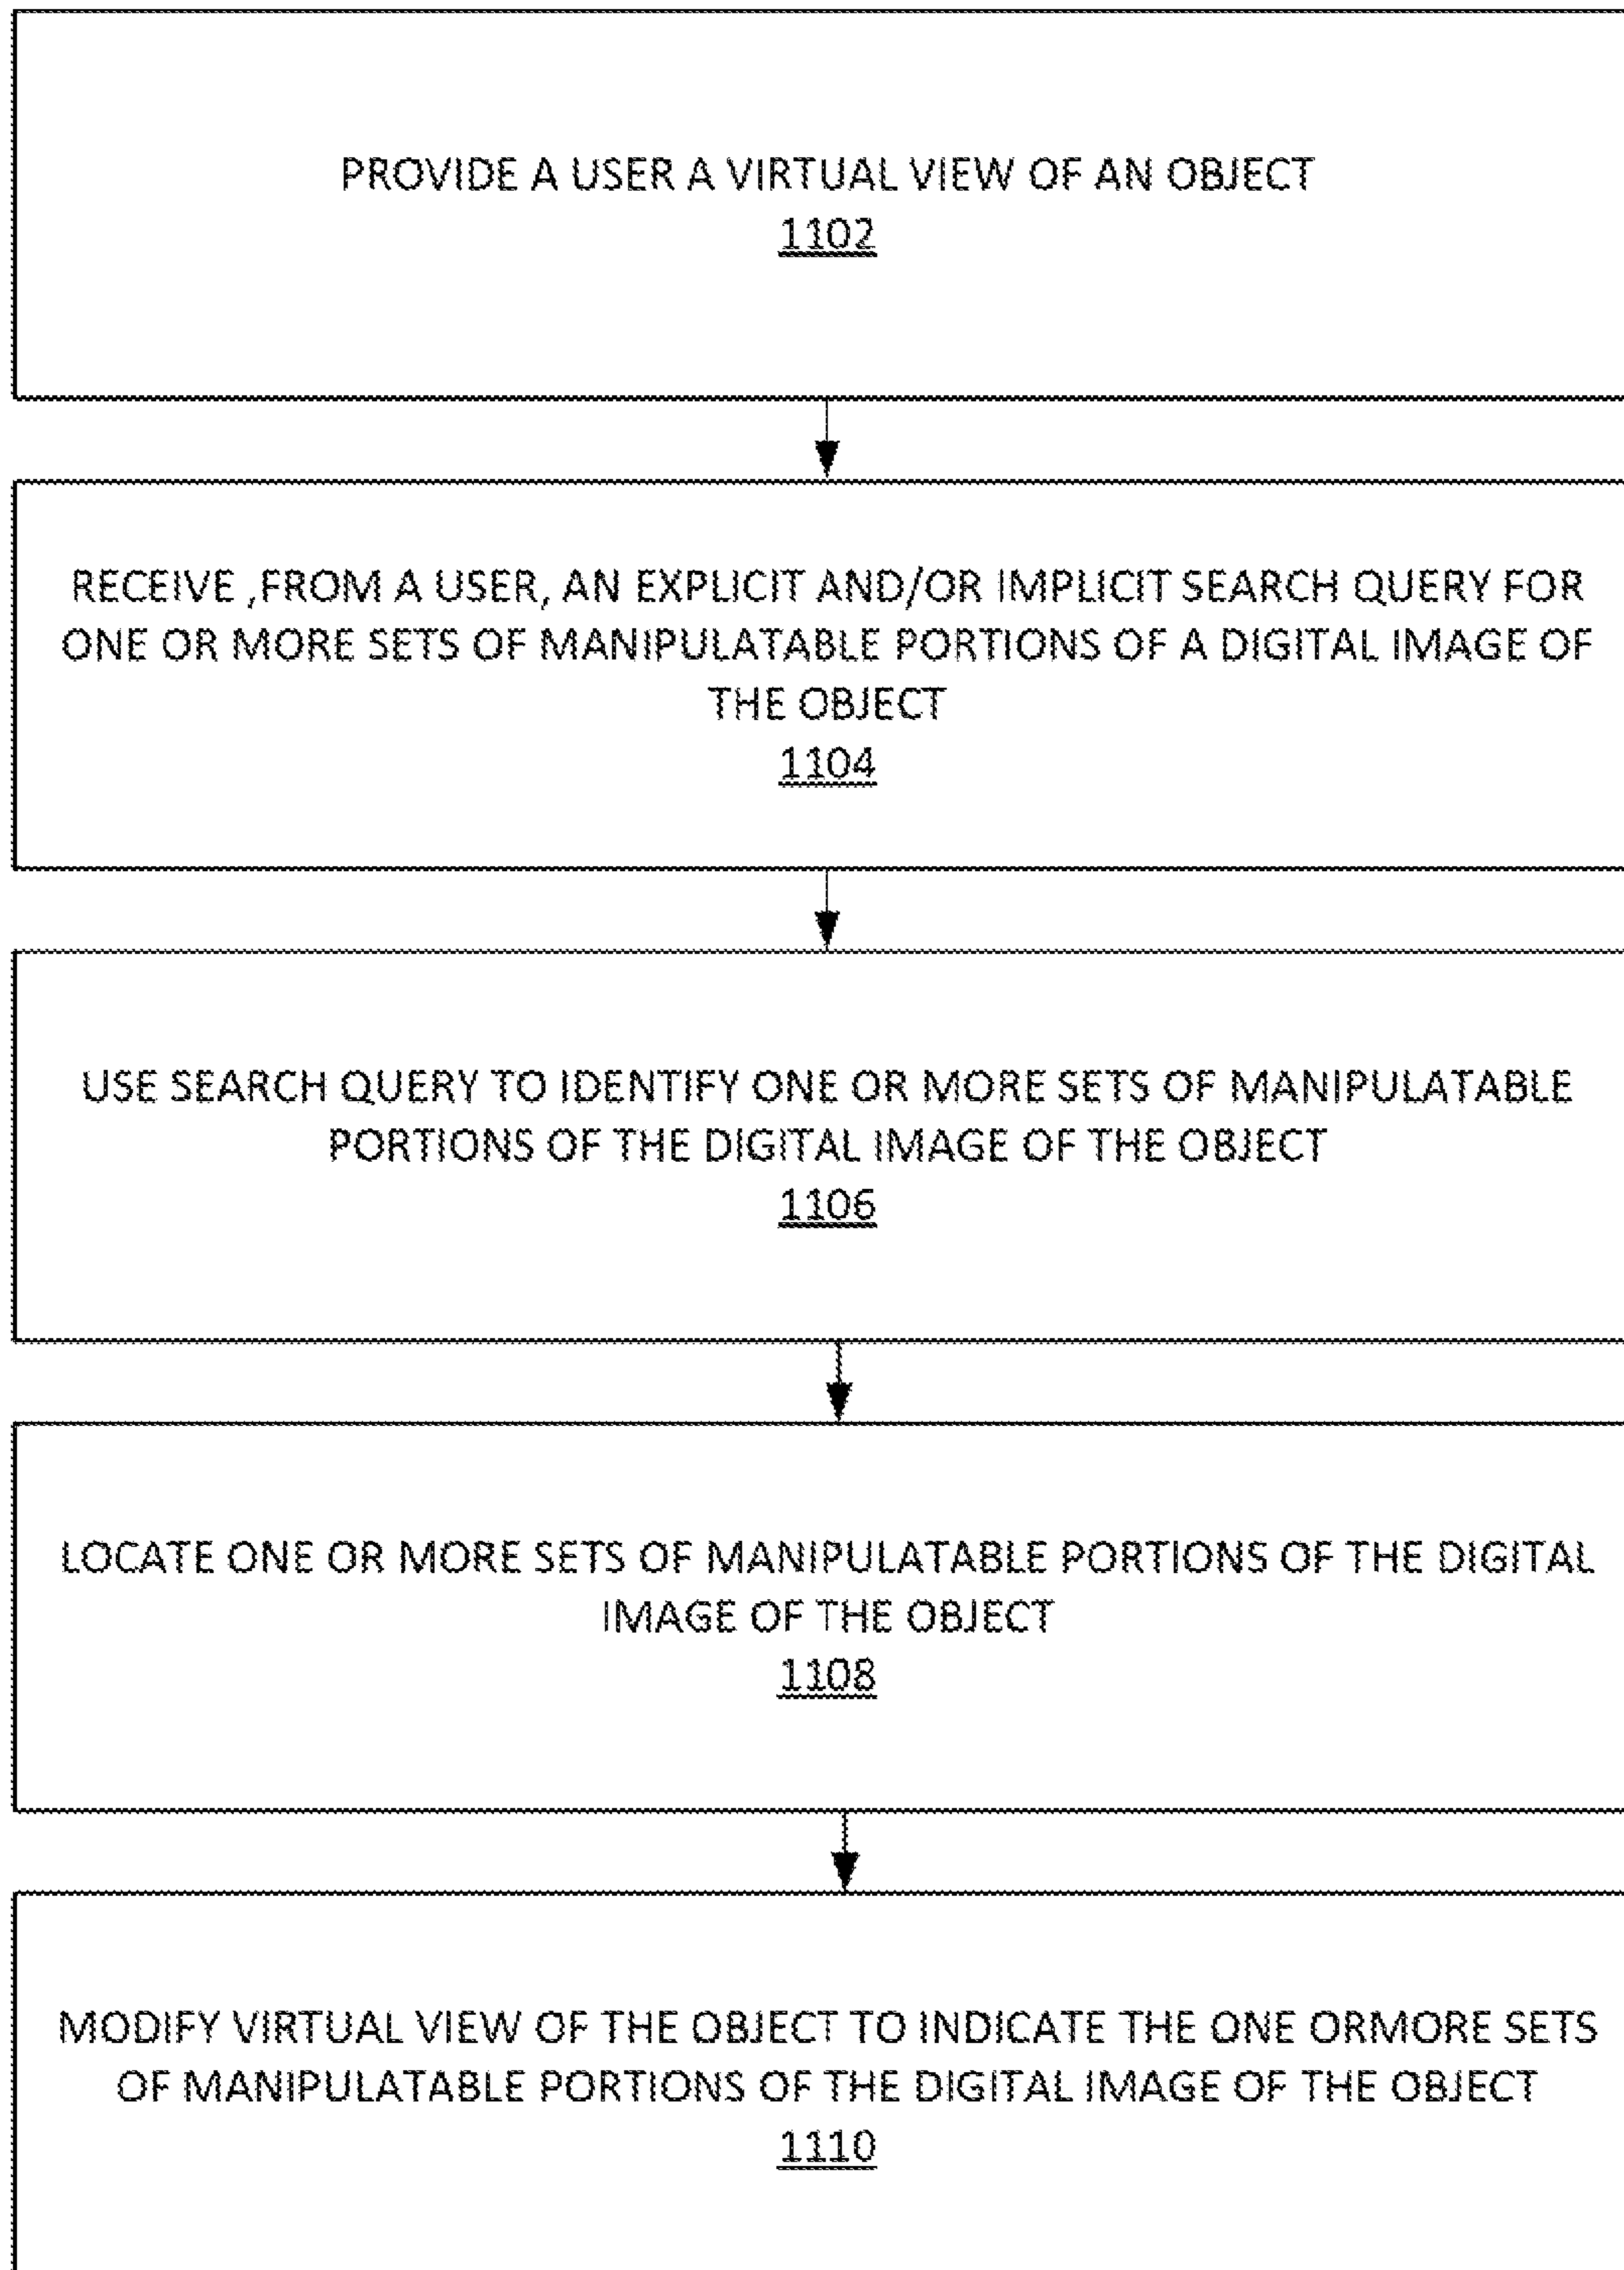 PROVIDE A USER A VIRTUAL VIEW OF AN OBJECT
1102
RECEIVE ,FROM A USER, AN EXPLICIT AND/OR IMPLICIT SEARCH QUERY FOR
ONE OR MORE SETS OF MANIPULATABLE PORTIONS OF A DIGITAL IMAGE OF
THE OBJECT
1104
USE SEARCH QUERY TO IDENTIFY ONE OR MORE SETS OF MANIPULATABLE
PORTIONS OF THE DIGITAL IMAGE OF THE OBJECT
1106
LOCATE ONE OR MORE SETS OF MANIPULATABLE PORTIONS OF THE DIGITAL
IMAGE OF THE OBJECT
1108
MODIFY VIRTUAL VIEW OF THE OBJECT TO INDICATE THE ONE ORMORE SETS
OF MANIPULATABLE PORTIONS OF THE DIGITAL IMAGE OF THE OBJECT
1110